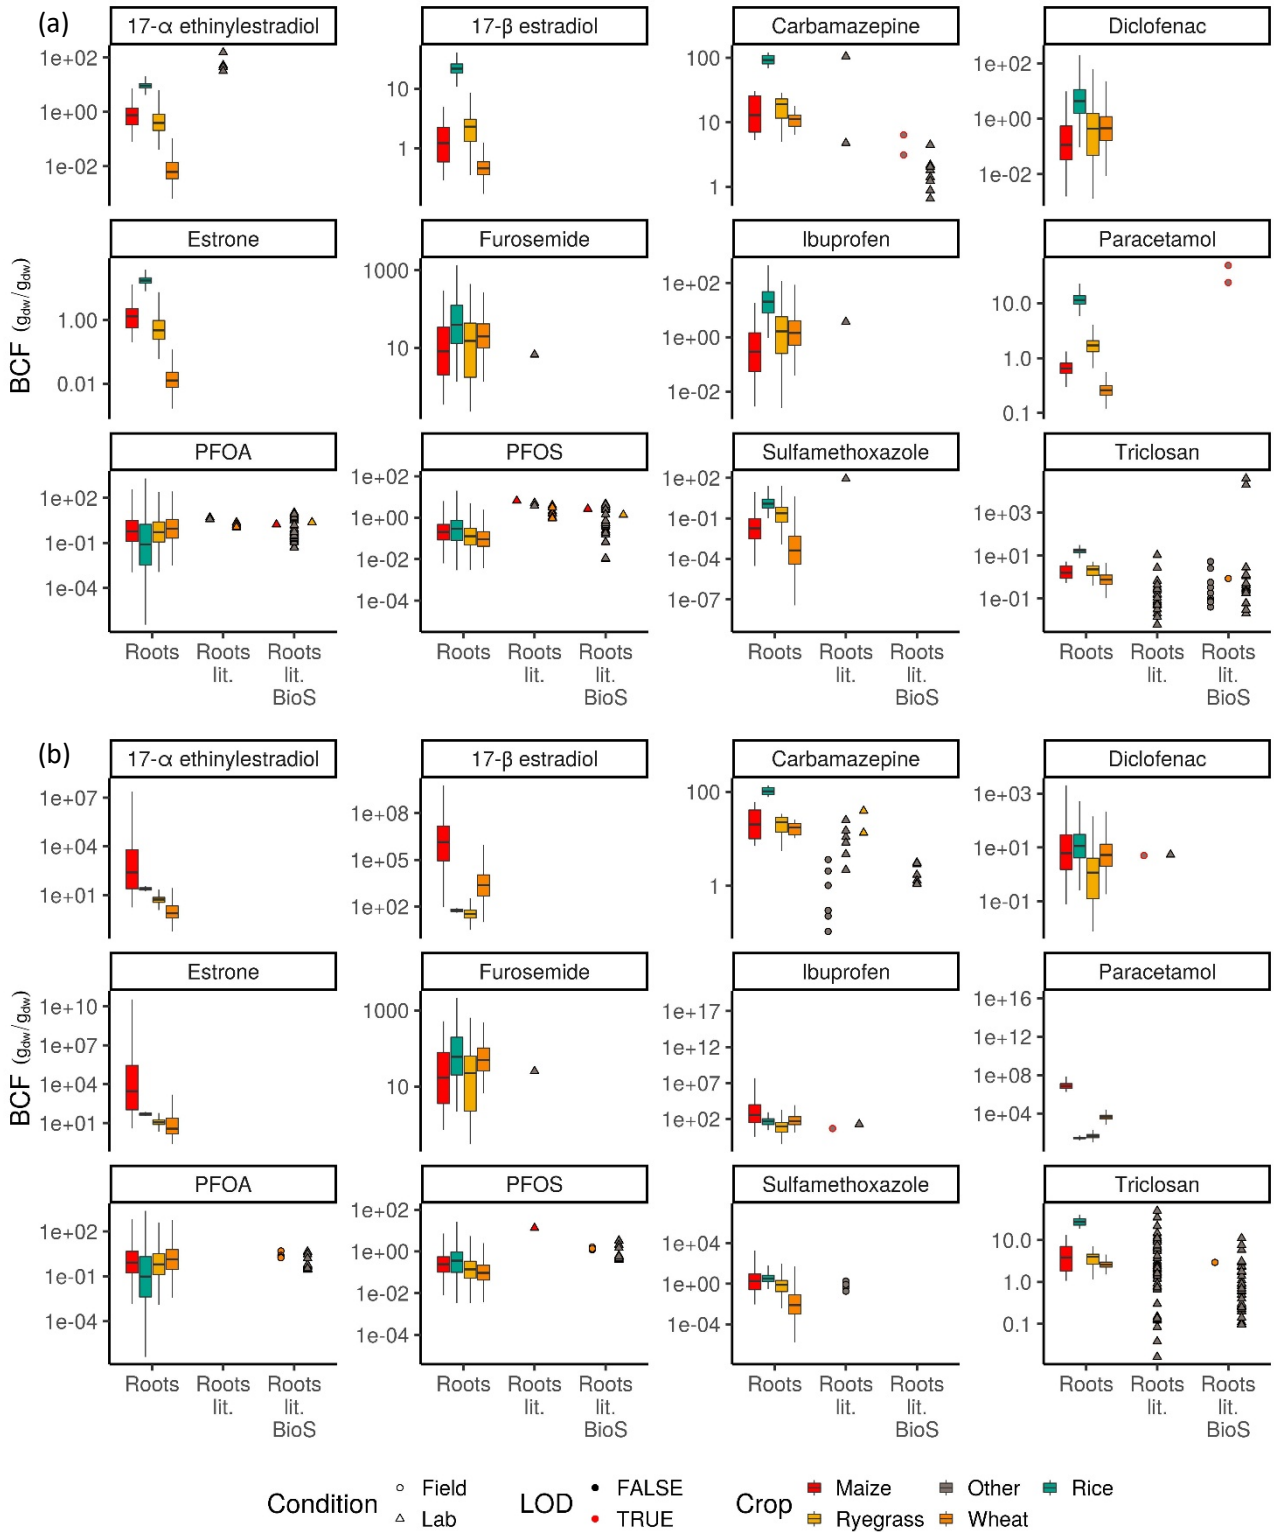 (a)
17-α ethinylestradiol
17-β estradiol
Carbamazepine
Diclofenac
1e+02
1e+00
1e-02
10
1
100
10
1
1e+02
1e+00
1e-02
Estrone
Furosemide
Ibuprofen
Paracetamol
1.00
0.01
1000
10
1e+02
1e+00
1e-02
10.0
1.0
0.1
BCF (gdw/gdw)
PFOA
PFOS
Sulfamethoxazole
Triclosan
1e+02
1e-01
1e-04
1e+02
1e+00
1e-02
1e-04
1e+02
1e-01
1e-04
1e-07
1e+03
1e+01
1e-01
Roots
Roots
lit.
Roots
lit.
BioS
Roots
Roots
lit.
Roots
lit.
BioS
Roots
Roots
lit.
Roots
lit.
BioS
Roots
Roots
lit.
Roots
lit.
BioS
(b)
17-α ethinylestradiol
17-β estradiol
Carbamazepine
Diclofenac
1e+07
1e+04
1e+01
1e+08
1e+05
1e+02
100
1
1e+03
1e+01
1e-01
Estrone
Furosemide
Ibuprofen
Paracetamol
1e+10
1e+07
1e+04
1e+01
1000
10
1e+17
1e+12
1e+07
1e+02
1e+16
1e+12
1e+08
1e+04
BCF (gdw/gdw)
PFOA
PFOS
Sulfamethoxazole
Triclosan
1e+02
1e-01
1e-04
1e+02
1e+00
1e-02
1e-04
1e+04
1e+00
1e-04
10.0
1.0
0.1
Roots
Roots
lit.
Roots
lit.
BioS
Roots
Roots
lit.
Roots
lit.
BioS
Roots
Roots
lit.
Roots
lit.
BioS
Roots
Roots
lit.
Roots
lit.
BioS
Condition
Field
Lab
LOD
FALSE
TRUE
Crop
Maize
Ryegrass
Other
Wheat
Rice